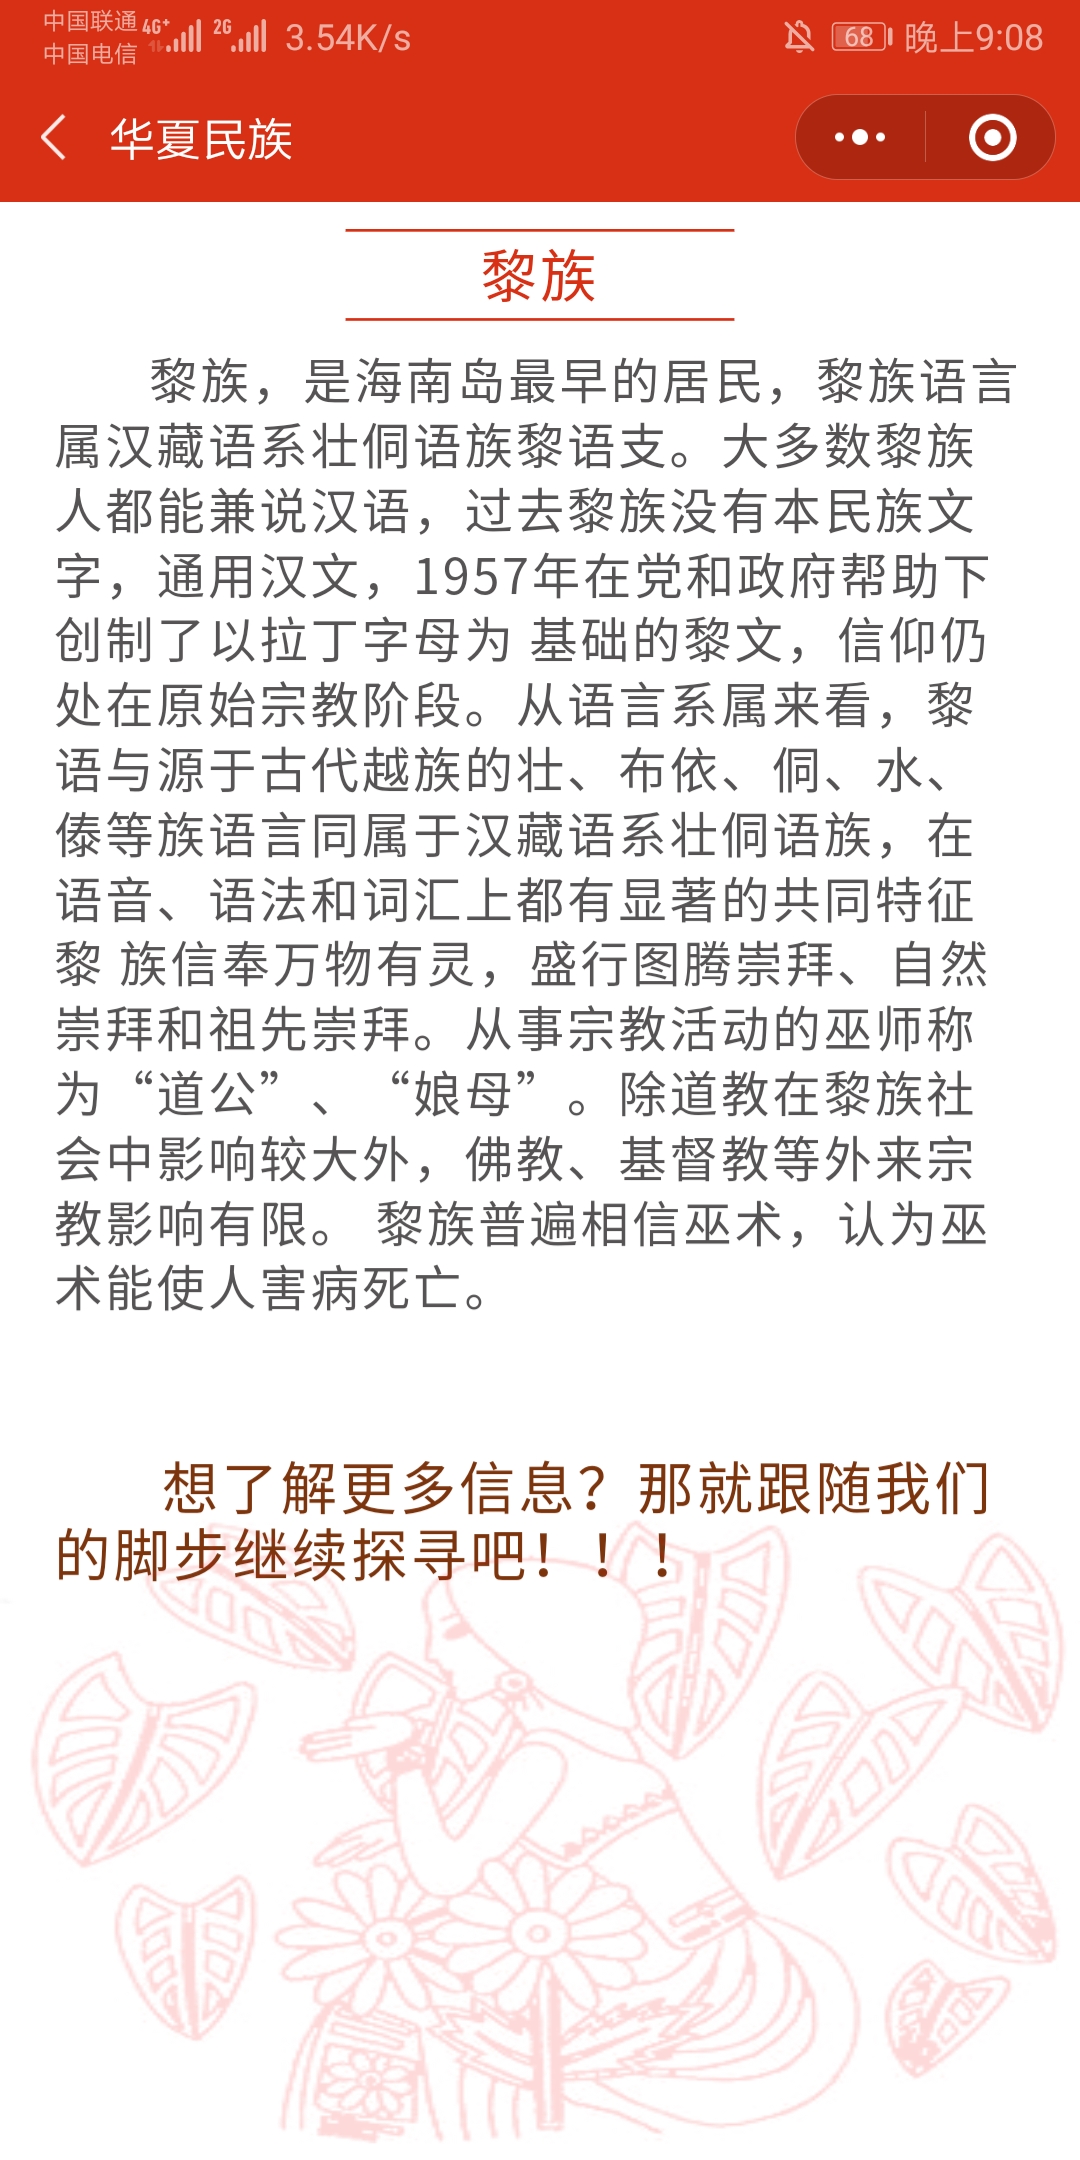 中国联通 4G+ 2G 3.54K/s 68 晚上9:08
中国电信
华夏民族
黎族
黎族，是海南岛最早的居民，黎族语言
属汉藏语系壮侗语族黎语支。大多数黎族
人都能兼说汉语，过去黎族没有本民族文
字，通用汉文，1957年在党和政府帮助下
创制了以拉丁字母为 基础的黎文，信仰仍
处在原始宗教阶段。从语言系属来看，黎
语与源于古代越族的壮、布依、侗、水、
傣等族语言同属于汉藏语系壮侗语族，在
语音、语法和词汇上都有显著的共同特征
黎 族信奉万物有灵，盛行图腾崇拜、自然
崇拜和祖先崇拜。从事宗教活动的巫师称
为“道公”、“娘母”。除道教在黎族社
会中影响较大外，佛教、基督教等外来宗
教影响有限。 黎族普遍相信巫术，认为巫
术能使人害病死亡。
想了解更多信息？那就跟随我们
的脚步继续探寻吧！！！